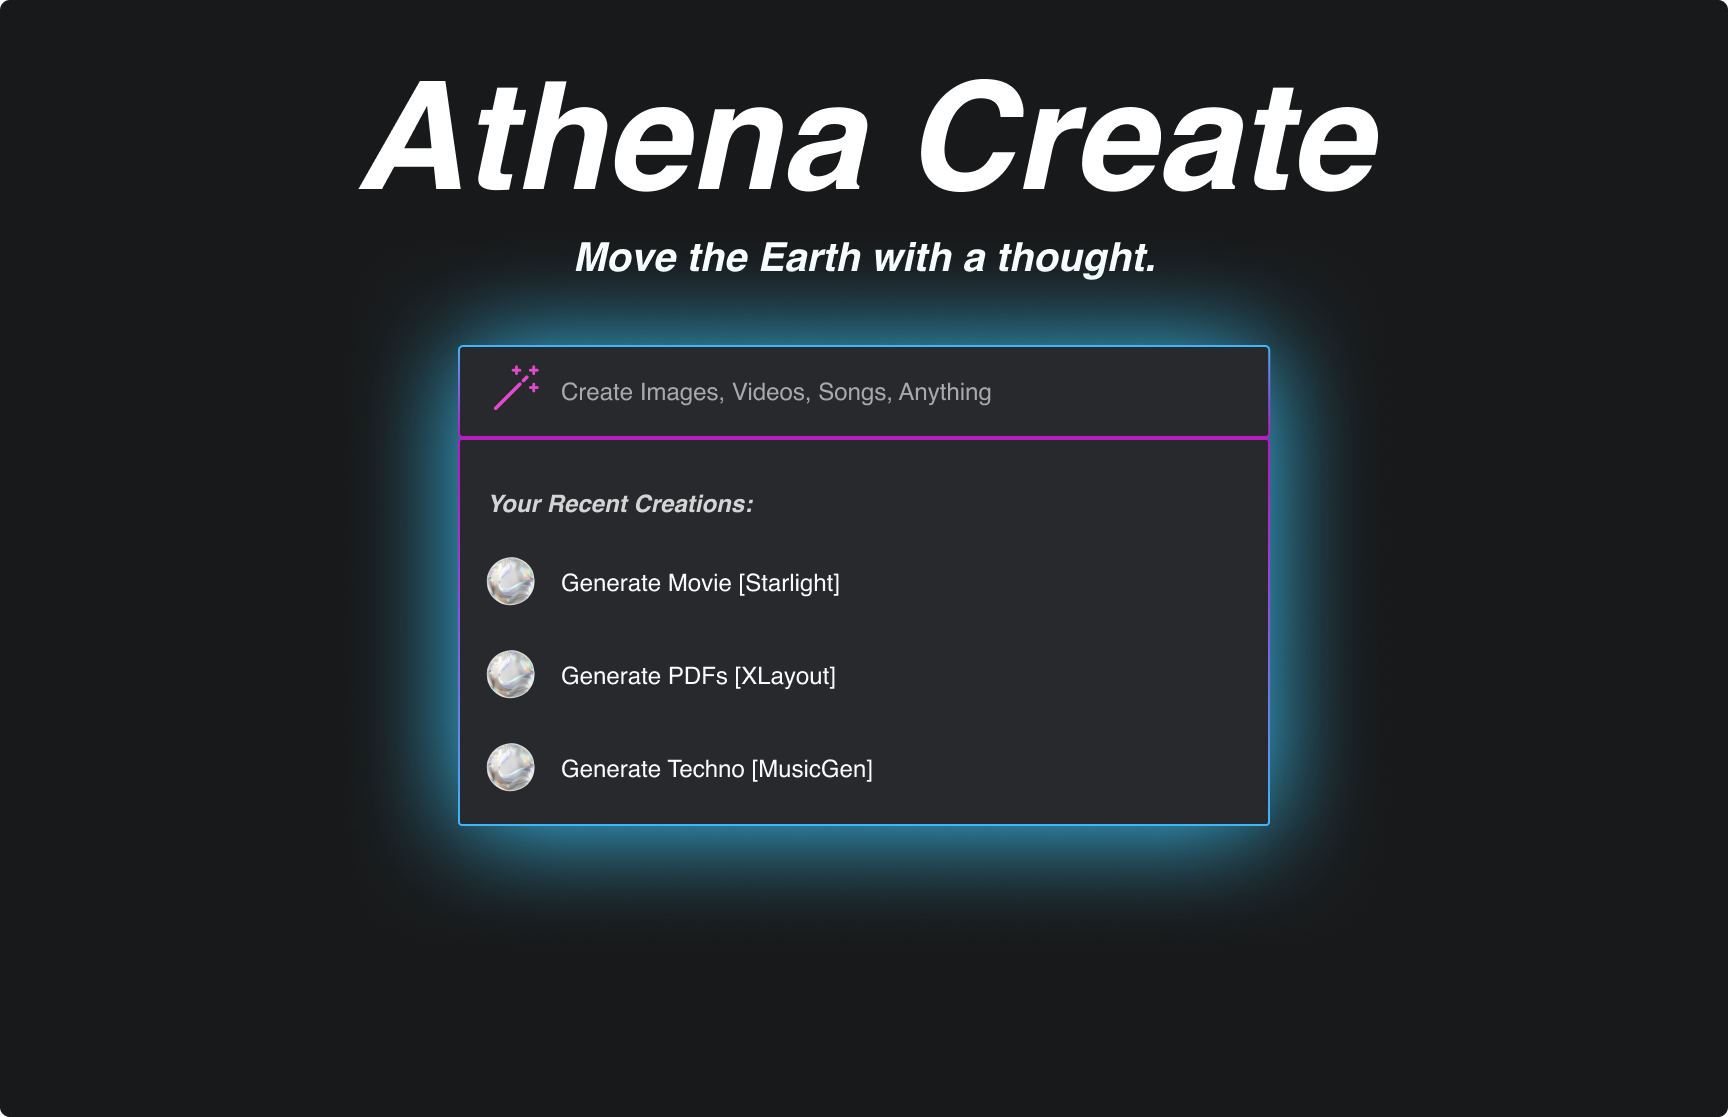 Athena Create
Move the Earth with a thought.
Create Images, Videos, Songs, Anything
Your Recent Creations:
Generate Movie [Starlight]
Generate PDFs [XLayout]
Generate Techno [MusicGen]